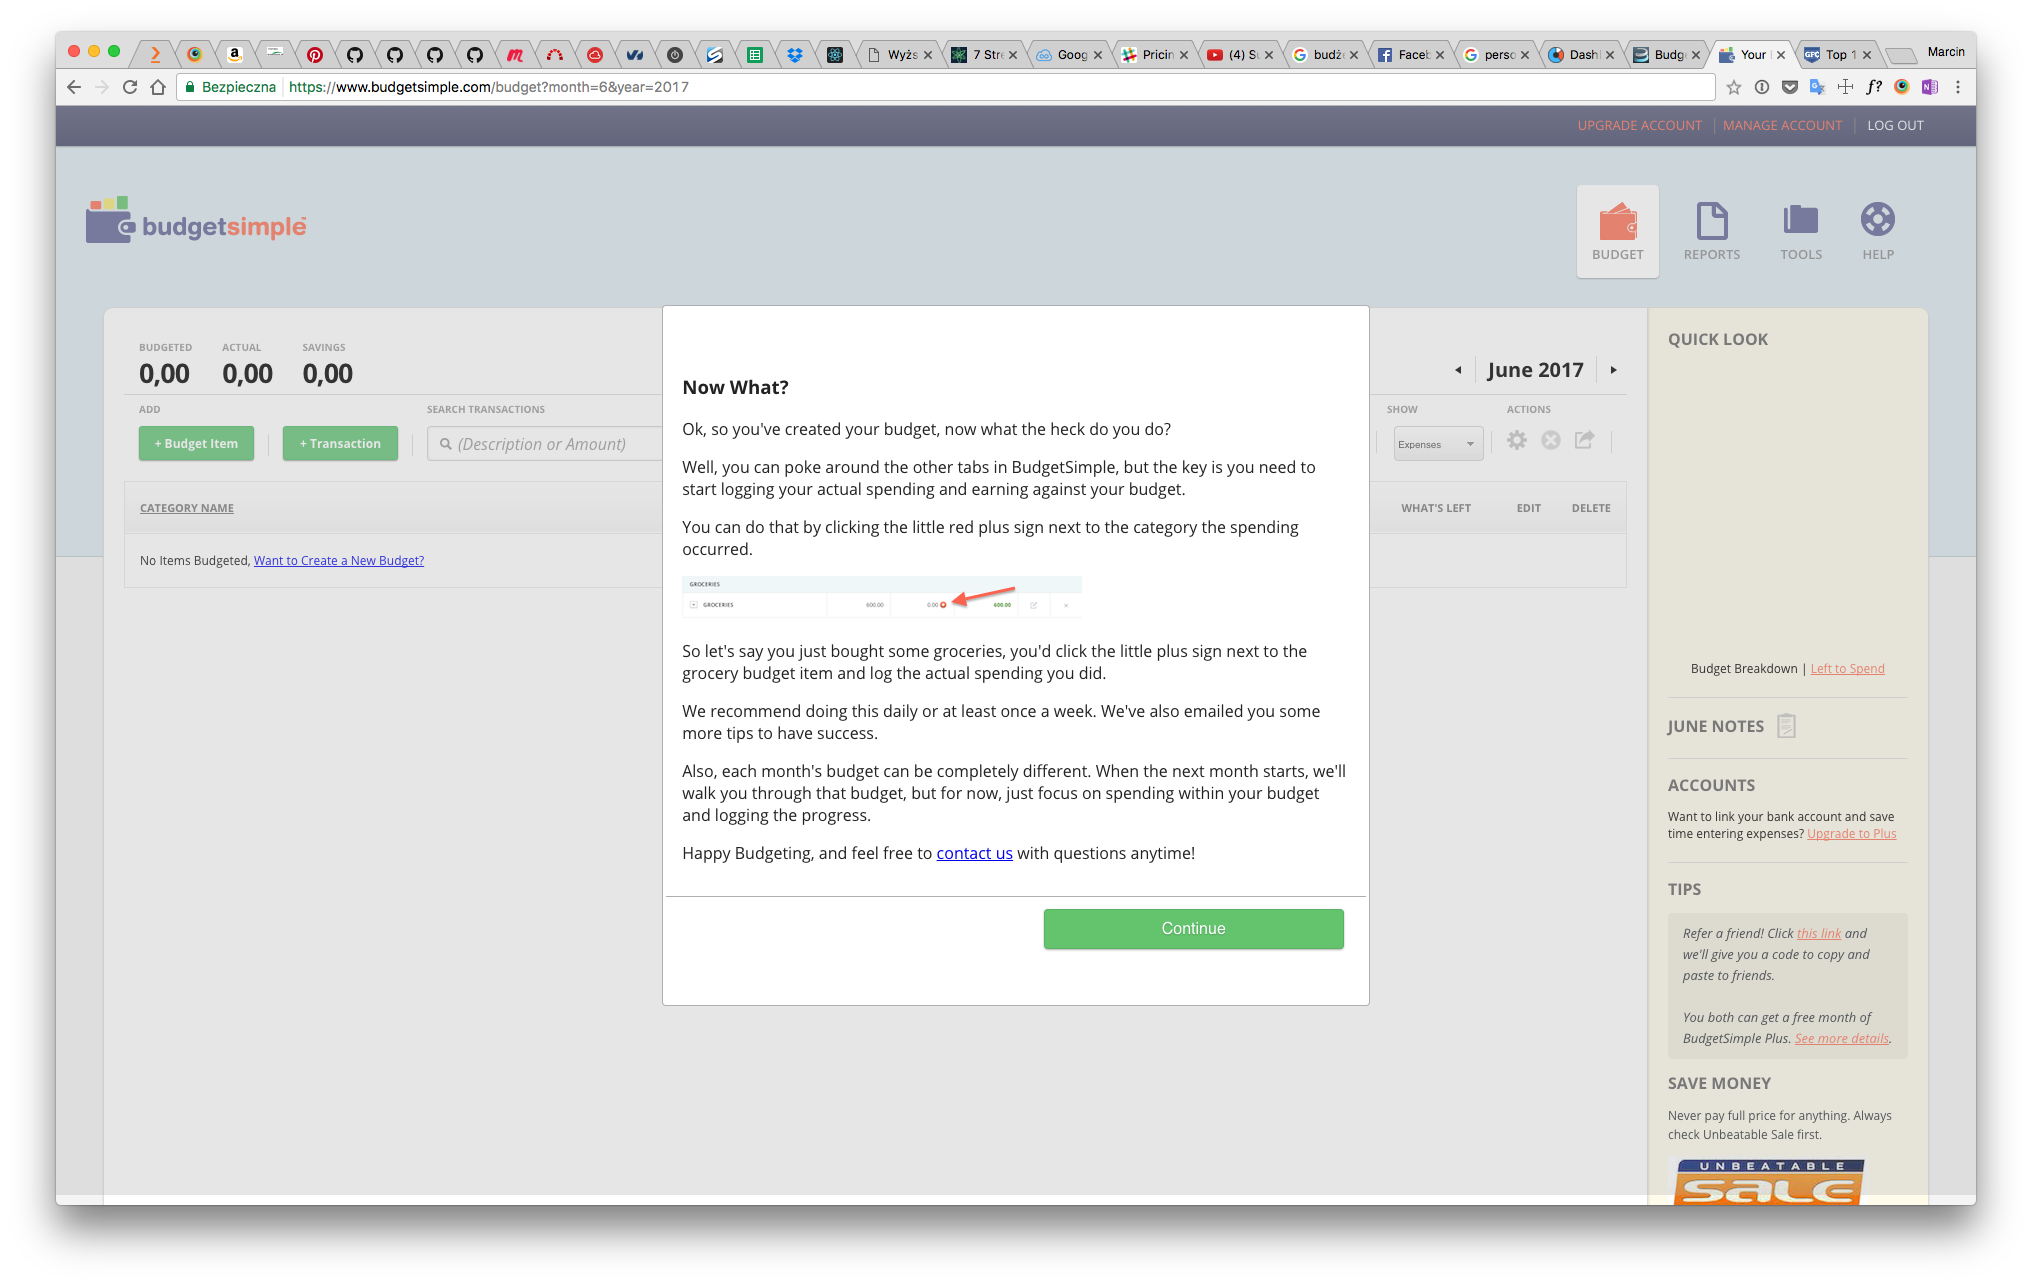 Wyżs
7 Stre
Goog
Pricin
(4) Su
budże
Faceb
perso
Dashl
Budge
Your
GFC
Top 1
Marcin
Bezpieczna
https://www.budgetsimple.com/budget?month=6&year=2017
UPGRADE ACCOUNT
MANAGE ACCOUNT
LOG OUT
budgetsimple
BUDGET
REPORTS
TOOLS
HELP
BUDGETED
ACTUAL
SAVINGS
0,00
0,00
0,00
June 2017
ADD
SEARCH TRANSACTIONS
SHOW
ACTIONS
+ Budget Item
+ Transaction
(Description or Amount)
Expenses
CATEGORY NAME
WHAT'S LEFT
EDIT
DELETE
No Items Budgeted, Want to Create a New Budget?
Now What?
Ok, so you've created your budget, now what the heck do you do?
Well, you can poke around the other tabs in BudgetSimple, but the key is you need to
start logging your actual spending and earning against your budget.
You can do that by clicking the little red plus sign next to the category the spending
occurred.
GROCERIES
GROCERIES 600.00 0.00 600.00
So let's say you just bought some groceries, you'd click the little plus sign next to the
grocery budget item and log the actual spending you did.
We recommend doing this daily or at least once a week. We've also emailed you some
more tips to have success.
Also, each month's budget can be completely different. When the next month starts, we'll
walk you through that budget, but for now, just focus on spending within your budget
and logging the progress.
Happy Budgeting, and feel free to contact us with questions anytime!
Continue
QUICK LOOK
Budget Breakdown | Left to Spend
JUNE NOTES
ACCOUNTS
Want to link your bank account and save
time entering expenses? Upgrade to Plus
TIPS
Refer a friend! Click this link and
we'll give you a code to copy and
paste to friends.
You both can get a free month of
BudgetSimple Plus. See more details.
SAVE MONEY
Never pay full price for anything. Always
check Unbeatable Sale first.
UNBEATABLE
SALE